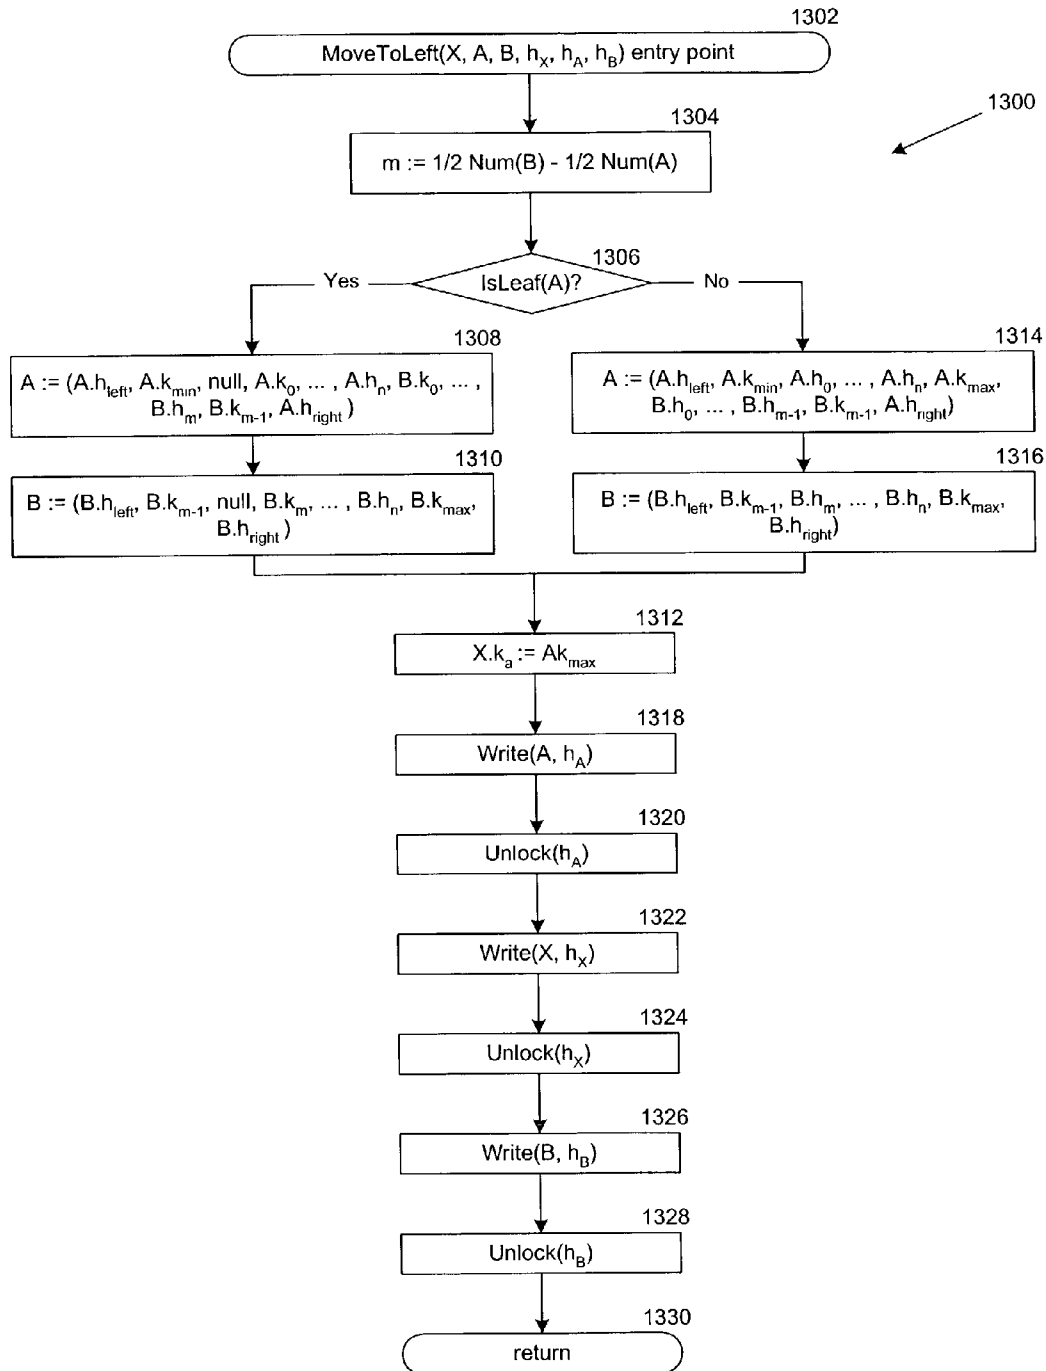 1302
MoveToLeft(X, A, B, hX, hA, hB) entry point
1300
1304
m := 1/2 Num(B) - 1/2 Num(A)
1306
Yes
IsLeaf(A)?
No
1308
A := (A.hleft, A.kmin, null, A.k0, ... , A.hn, B.k0, ... ,
B.hm, B.km-1, A.hright )
1314
A := (A.hleft, A.kmin, A.h0, ... , A.hn, A.kmax,
B.h0, ... , B.hm-1, B.km-1, A.hright)
1310
B := (B.hleft, B.km-1, null, B.km, ... , B.hn, B.kmax,
B.hright )
1316
B := (B.hleft, B.km-1, B.hm, ... , B.hn, B.kmax,
B.hright)
1312
X.ka := Akmax
1318
Write(A, hA)
1320
Unlock(hA)
1322
Write(X, hX)
1324
Unlock(hX)
1326
Write(B, hB)
1328
Unlock(hB)
1330
return